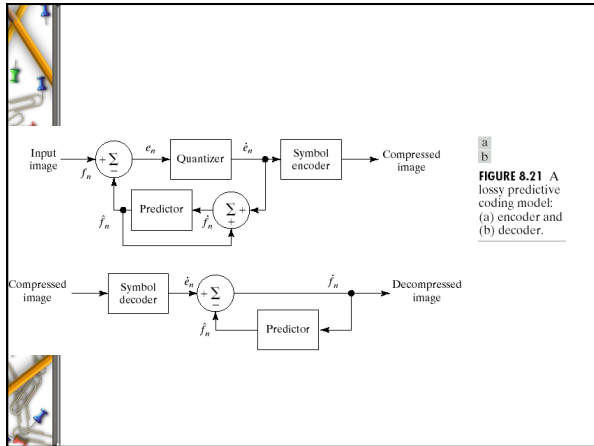 Input
image
f_n
+ Σ
−
e_n
Quantizer
ė_n
Symbol
encoder
Compressed
image
Predictor
f̂_n
ḟ_n
Σ +
+
a
b
FIGURE 8.21 A
lossy predictive
coding model:
(a) encoder and
(b) decoder.
Compressed
image
Symbol
decoder
ė_n
+ Σ
−
ḟ_n
Decompressed
image
f̂_n
Predictor